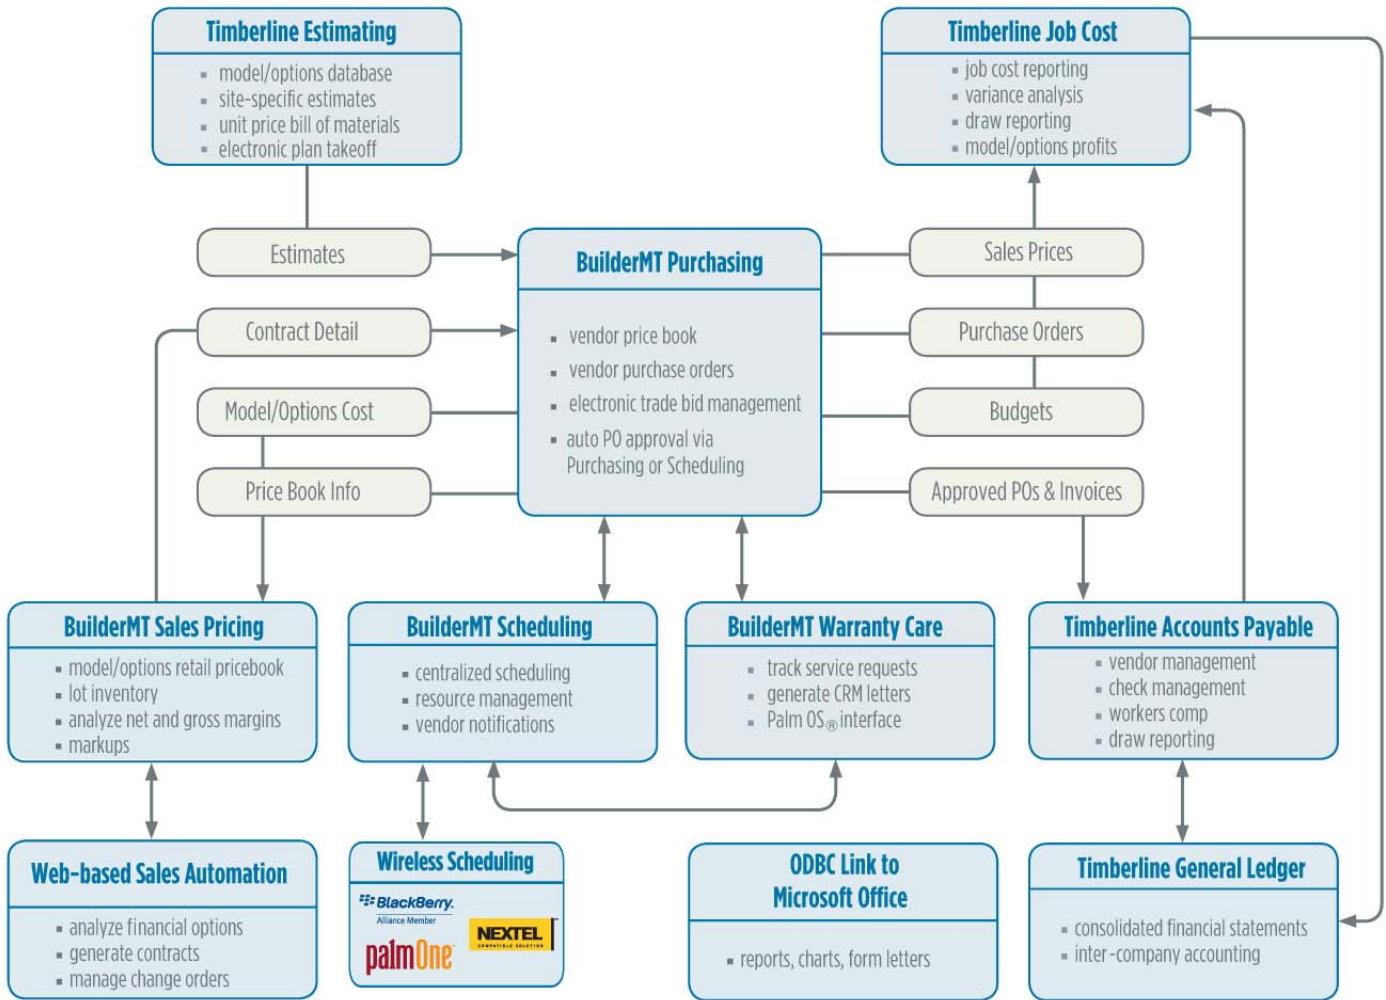 Timberline Estimating
▪ model/options database
▪ site-specific estimates
▪ unit price bill of materials
▪ electronic plan takeoff
Timberline Job Cost
▪ job cost reporting
▪ variance analysis
▪ draw reporting
▪ model/options profits
Estimates
Contract Detail
Model/Options Cost
Price Book Info
BuilderMT Purchasing
▪ vendor price book
▪ vendor purchase orders
▪ electronic trade bid management
▪ auto PO approval via
Purchasing or Scheduling
Sales Prices
Purchase Orders
Budgets
Approved POs & Invoices
BuilderMT Sales Pricing
▪ model/options retail pricebook
▪ lot inventory
▪ analyze net and gross margins
▪ markups
BuilderMT Scheduling
▪ centralized scheduling
▪ resource management
▪ vendor notifications
BuilderMT Warranty Care
▪ track service requests
▪ generate CRM letters
▪ Palm OS® interface
Timberline Accounts Payable
▪ vendor management
▪ check management
▪ workers comp
▪ draw reporting
Web-based Sales Automation
▪ analyze financial options
▪ generate contracts
▪ manage change orders
Wireless Scheduling
BlackBerry.
Alliance Member
NEXTEL
COMPATIBLE SOLUTION
palmOne
ODBC Link to
Microsoft Office
▪ reports, charts, form letters
Timberline General Ledger
▪ consolidated financial statements
▪ inter-company accounting